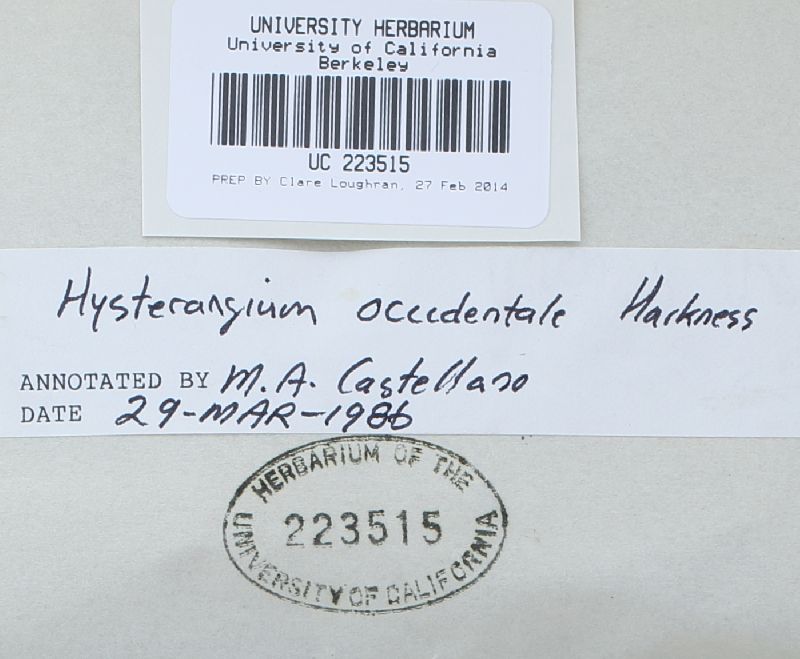 UNIVERSITY HERBARIUM
University of California
Berkeley
UC 223515
PREP BY Clare Loughran, 27 Feb 2014
Hysterangium occidentale Harkness
ANNOTATED BY M.A. Castellano
DATE 29-MAR-1986
HERBARIUM OF THE
223515
UNIVERSITY OF CALIFORNIA